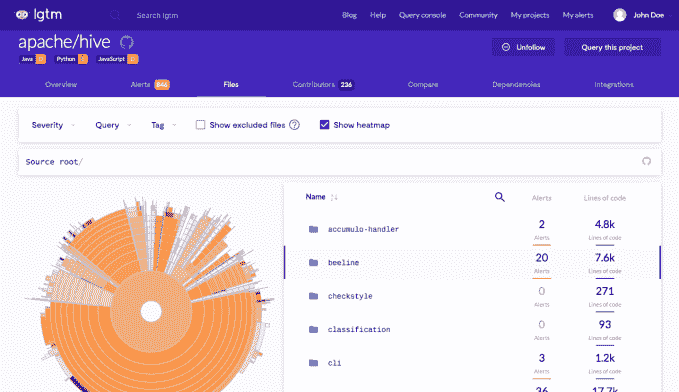 lgtm
Search lgtm
Blog Help Query console Community My projects My alerts John Doe
apache/hive
Unfollow Query this project
Java Python JavaScript
Overview Alerts 846 Files Contributors 236 Compare Dependencies Integrations
Severity Query Tag Show excluded files ? Show heatmap
Source root/
Name Alerts Lines of code
accumulo-handler 2 4.8k
Alerts Lines of code
beeline 20 7.6k
Alerts Lines of code
checkstyle 0 271
Alerts Lines of code
classification 0 93
Alerts Lines of code
cli 3 1.2k
Alerts Lines of code
36 17.7k